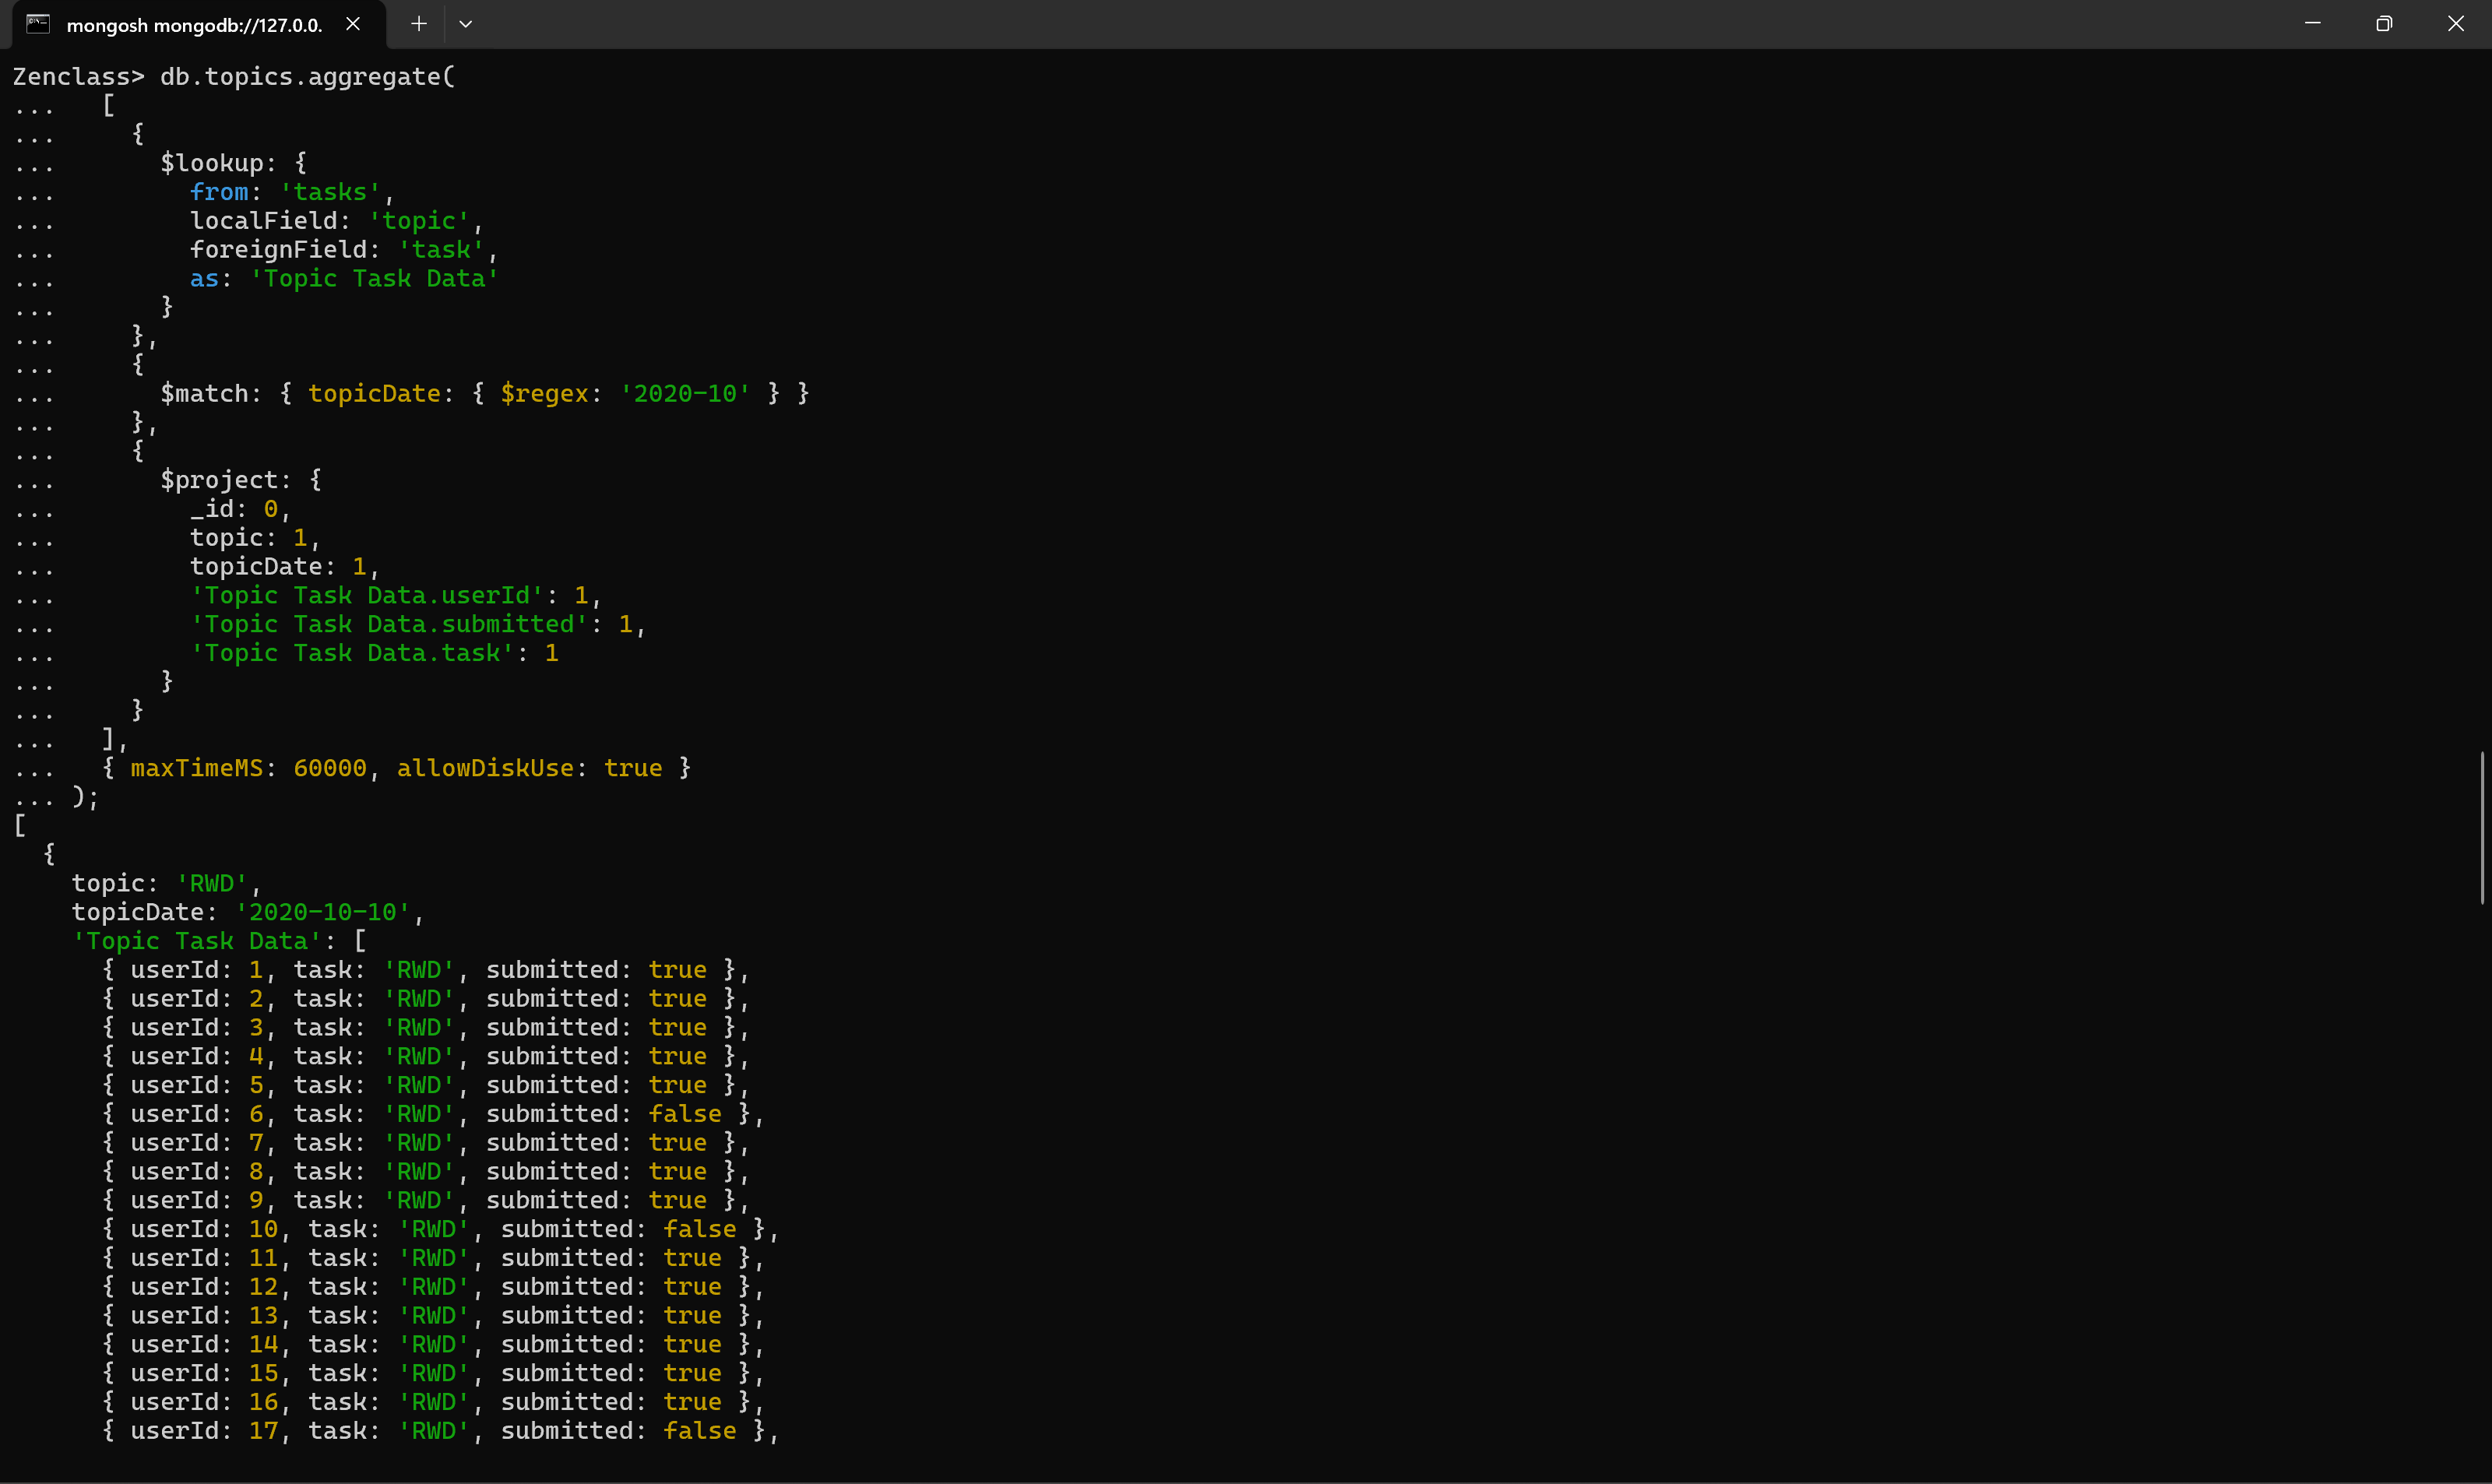 mongosh mongodb://127.0.0.
Zenclass> db.topics.aggregate(
...   [
...     {
...       $lookup: {
...         from: 'tasks',
...         localField: 'topic',
...         foreignField: 'task',
...         as: 'Topic Task Data'
...       }
...     },
...     {
...       $match: { topicDate: { $regex: '2020-10' } }
...     },
...     {
...       $project: {
...         _id: 0,
...         topic: 1,
...         topicDate: 1,
...         'Topic Task Data.userId': 1,
...         'Topic Task Data.submitted': 1,
...         'Topic Task Data.task': 1
...       }
...     }
...   ],
...   { maxTimeMS: 60000, allowDiskUse: true }
... );
[
  {
    topic: 'RWD',
    topicDate: '2020-10-10',
    'Topic Task Data': [
      { userId: 1, task: 'RWD', submitted: true },
      { userId: 2, task: 'RWD', submitted: true },
      { userId: 3, task: 'RWD', submitted: true },
      { userId: 4, task: 'RWD', submitted: true },
      { userId: 5, task: 'RWD', submitted: true },
      { userId: 6, task: 'RWD', submitted: false },
      { userId: 7, task: 'RWD', submitted: true },
      { userId: 8, task: 'RWD', submitted: true },
      { userId: 9, task: 'RWD', submitted: true },
      { userId: 10, task: 'RWD', submitted: false },
      { userId: 11, task: 'RWD', submitted: true },
      { userId: 12, task: 'RWD', submitted: true },
      { userId: 13, task: 'RWD', submitted: true },
      { userId: 14, task: 'RWD', submitted: true },
      { userId: 15, task: 'RWD', submitted: true },
      { userId: 16, task: 'RWD', submitted: true },
      { userId: 17, task: 'RWD', submitted: false },